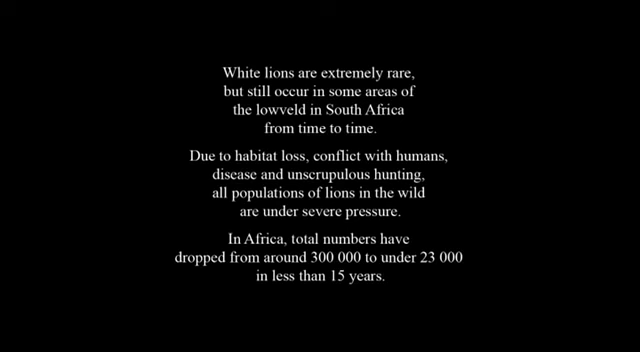 White lions are extremely rare,
but still occur in some areas of
the lowveld in South Africa
from time to time.
Due to habitat loss, conflict with humans,
disease and unscrupulous hunting,
all populations of lions in the wild
are under severe pressure.
In Africa, total numbers have
dropped from around 300 000 to under 23 000
in less than 15 years.